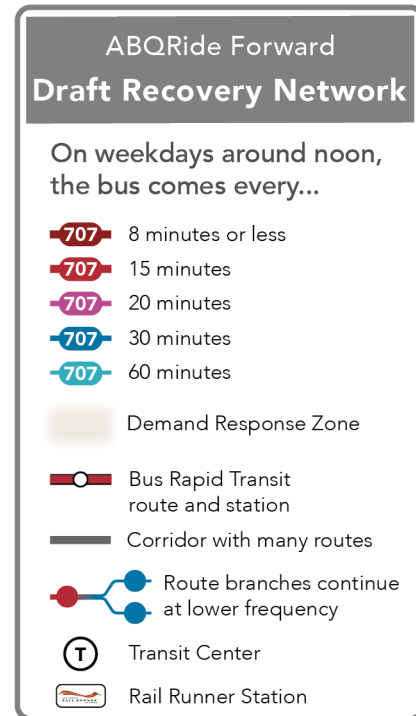 ABQRide Forward
Draft Recovery Network
On weekdays around noon,
the bus comes every...
707 8 minutes or less
707 15 minutes
707 20 minutes
707 30 minutes
707 60 minutes
Demand Response Zone
Bus Rapid Transit
route and station
Corridor with many routes
Route branches continue
at lower frequency
T Transit Center
RAIL RUNNER Rail Runner Station